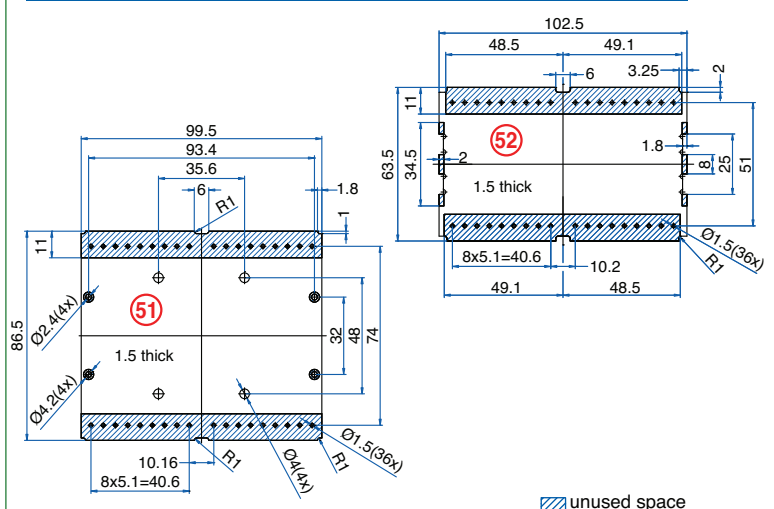 102.5
48.5 49.1
6 3.25 2
11
52
63.5 34.5 2 1.8 8 25 51
1.5 thick
Ø1.5(36x)
8x5.1=40.6 10.2 R1
49.1 48.5
99.5
93.4
35.6
6 R1 1.8 1
11
51
Ø2.4(4x)
86.5 32 48 74
1.5 thick
Ø4.2(4x)
Ø1.5(36x)
10.16 R1 Ø4(4x) R1
8x5.1=40.6
unused space